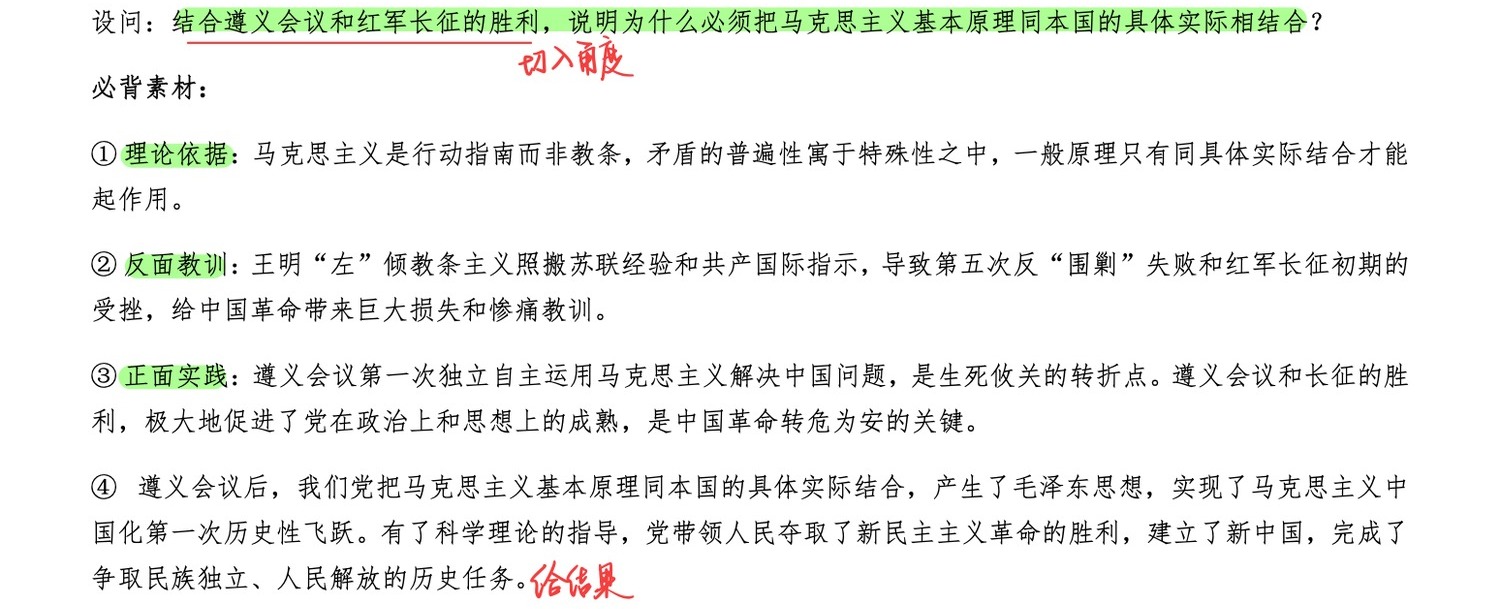 设问：结合遵义会议和红军长征的胜利，说明为什么必须把马克思主义基本原理同本国的具体实际相结合？
切入角度
必背素材：
① 理论依据：马克思主义是行动指南而非教条，矛盾的普遍性寓于特殊性之中，一般原理只有同具体实际结合才能
起作用。
② 反面教训：王明“左”倾教条主义照搬苏联经验和共产国际指示，导致第五次反“围剿”失败和红军长征初期的
受挫，给中国革命带来巨大损失和惨痛教训。
③ 正面实践：遵义会议第一次独立自主运用马克思主义解决中国问题，是生死攸关的转折点。遵义会议和长征的胜
利，极大地促进了党在政治上和思想上的成熟，是中国革命转危为安的关键。
④ 遵义会议后，我们党把马克思主义基本原理同本国的具体实际结合，产生了毛泽东思想，实现了马克思主义中
国化第一次历史性飞跃。有了科学理论的指导，党带领人民夺取了新民主主义革命的胜利，建立了新中国，完成了
争取民族独立、人民解放的历史任务。给结果